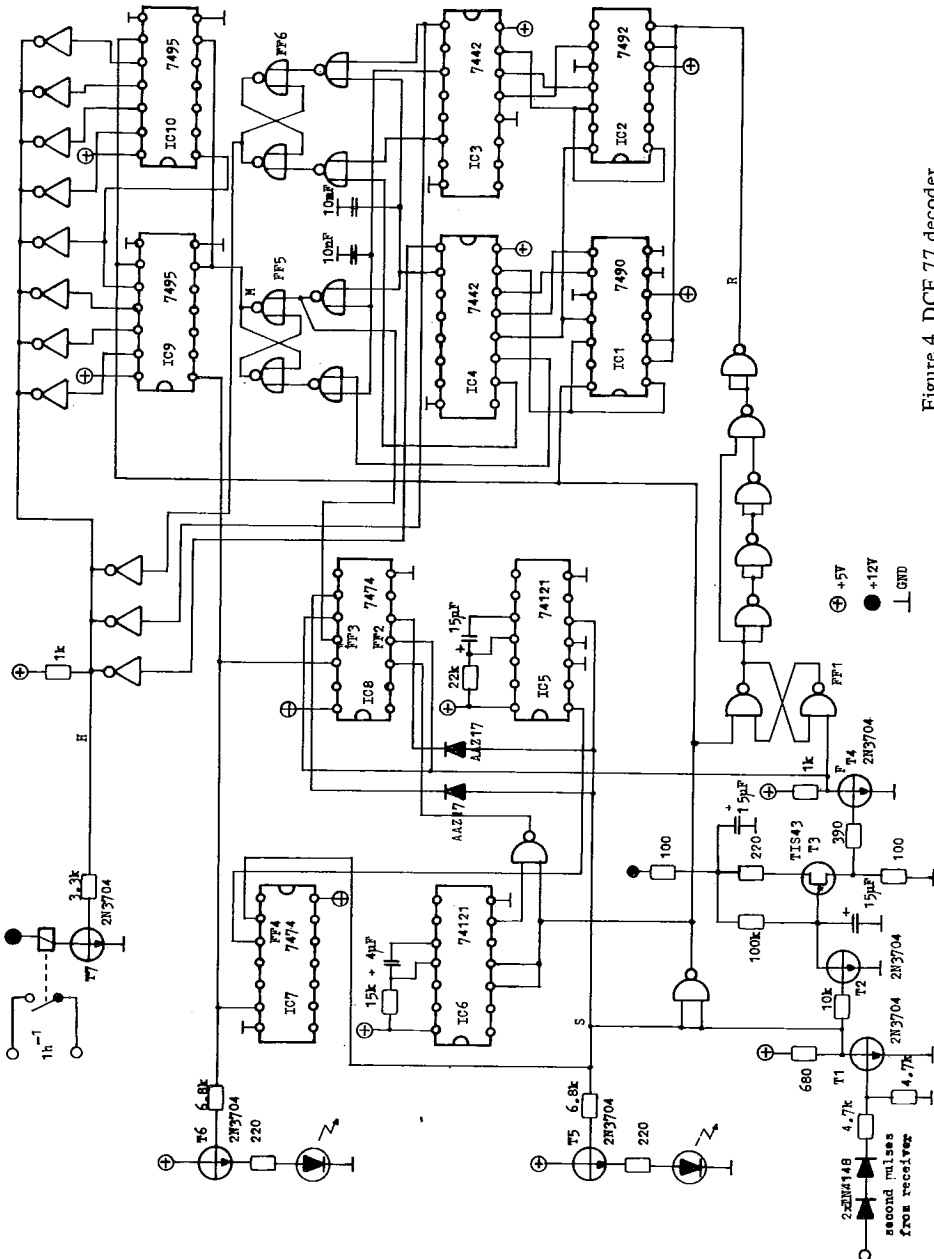 1h⁻¹
T7
3.3k
2N3704
H
1k
IC9
7495
IC10
7495
M
FF5
FF6
10nF
10nF
IC4
7442
IC3
7442
IC1
7490
IC2
7492
R
T6
6.8k
2N3704
220
FF4
7474
IC7
15k
4µF
74121
IC6
AAZ17
AAZ17
FF3
7474
FF2
IC8
15µF
22k
74121
IC5
T5
6.8k
2N3704
220
S
+5V
+12V
GND
FF1
1k
F
T4
2N3704
390
15µF
100
220
TIS43
T3
100
100k
15µF
T2
2N3704
10k
680
T1
2N3704
4.7k
4.7k
2x1N4148
second pulses
from receiver
Figure 4 DCF 77 decoder